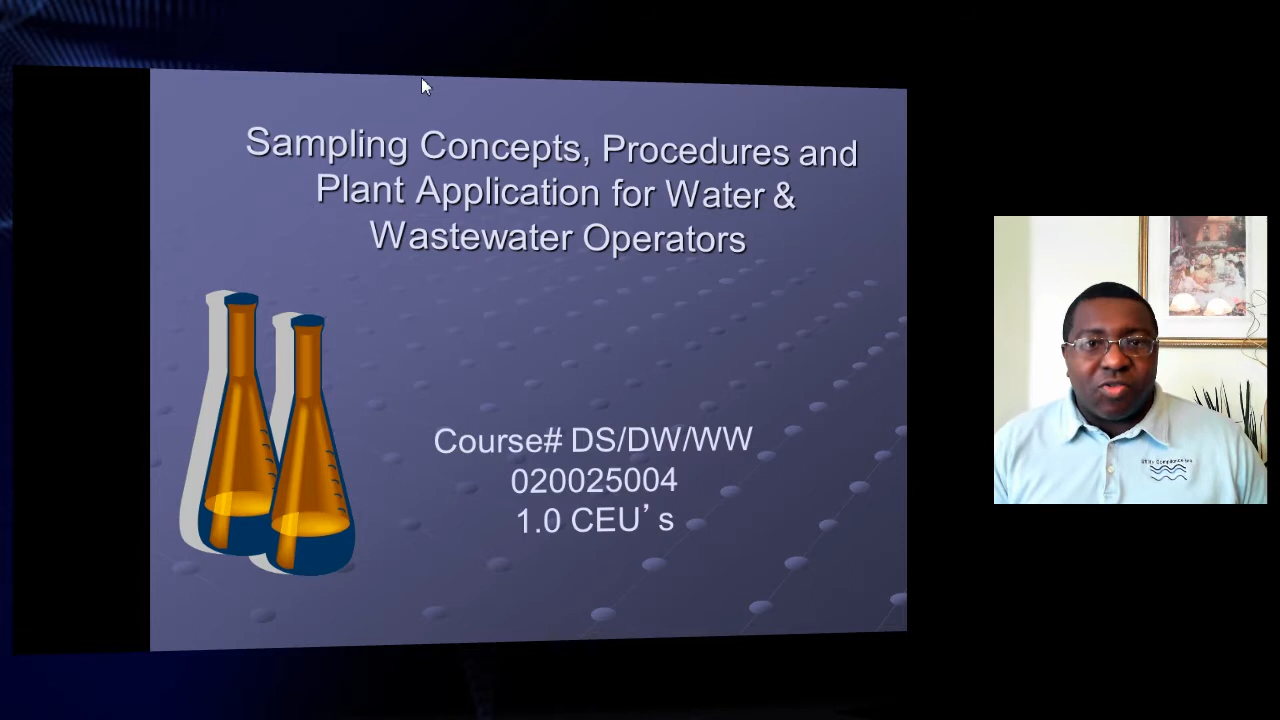 Sampling Concepts, Procedures and
Plant Application for Water &
Wastewater Operators
Course# DS/DW/WW
020025004
1.0 CEU's